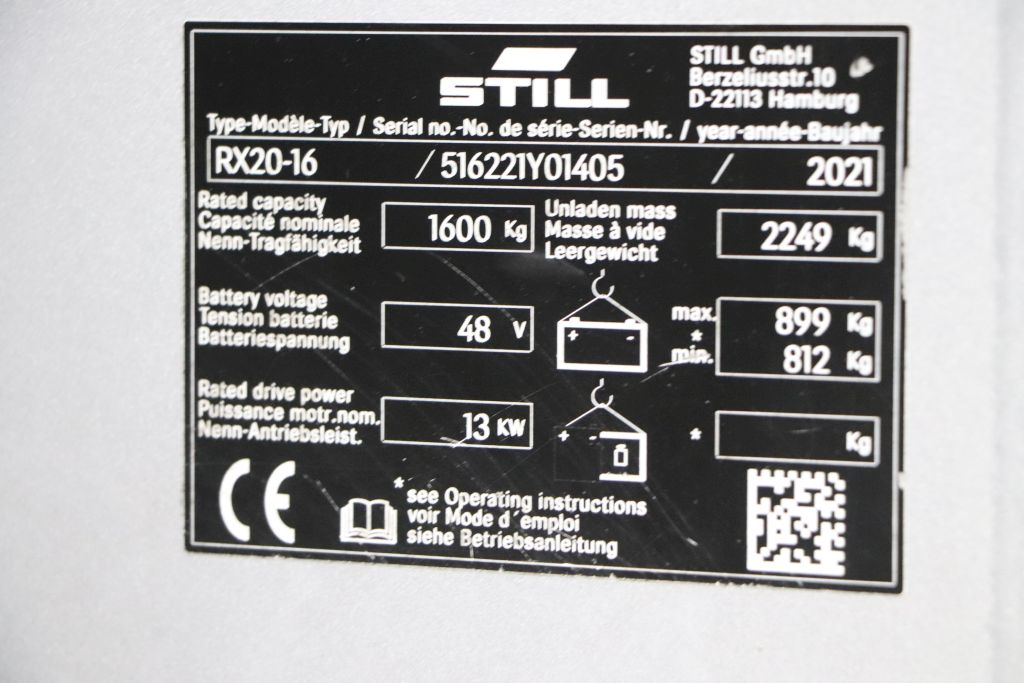 STILL
STILL GmbH
Berzeliusstr.10
D-22113 Hamburg
Type-Modèle-Typ / Serial no.-No. de série-Serien-Nr. / year-année-Baujahr
RX20-16 / 516221Y01405 / 2021
Rated capacity
Capacité nominale
Nenn-Tragfähigkeit
1600 Kg
Unladen mass
Masse à vide
Leergewicht
2249 Kg
Battery voltage
Tension batterie
Batteriespannung
48 V
+ -
max. 899 Kg
*
min. 812 Kg
Rated drive power
Puissance motr.nom.
Nenn-Antriebsleist.
13 KW
+ -
* Kg
CE
* see Operating instructions
voir Mode d´emploi
siehe Betriebsanleitung